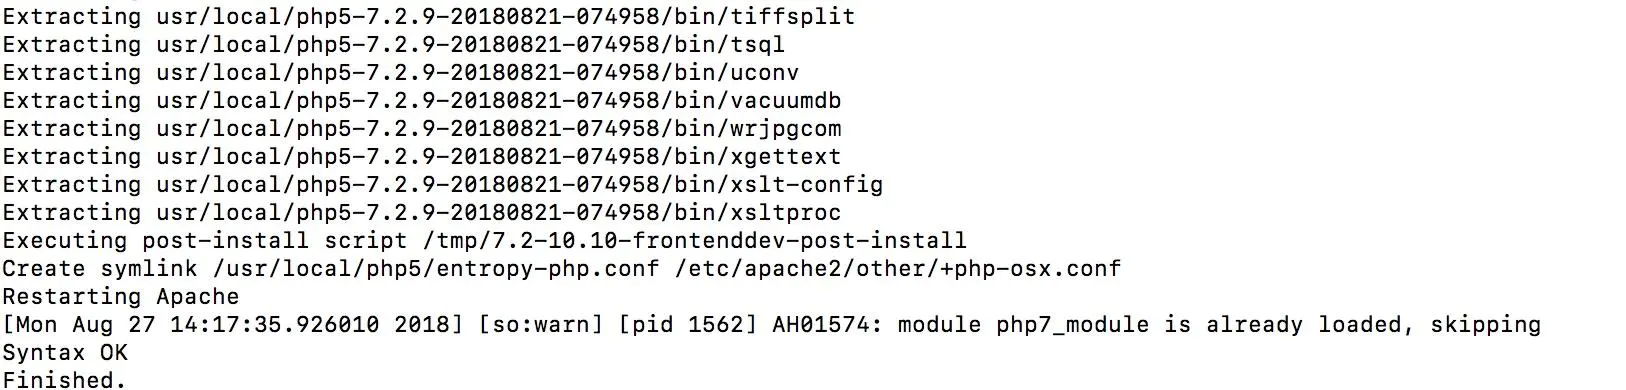 Extracting usr/local/php5-7.2.9-20180821-074958/bin/tiffsplit
Extracting usr/local/php5-7.2.9-20180821-074958/bin/tsql
Extracting usr/local/php5-7.2.9-20180821-074958/bin/uconv
Extracting usr/local/php5-7.2.9-20180821-074958/bin/vacuumdb
Extracting usr/local/php5-7.2.9-20180821-074958/bin/wrjpgcom
Extracting usr/local/php5-7.2.9-20180821-074958/bin/xgettext
Extracting usr/local/php5-7.2.9-20180821-074958/bin/xslt-config
Extracting usr/local/php5-7.2.9-20180821-074958/bin/xsltproc
Executing post-install script /tmp/7.2-10.10-frontenddev-post-install
Create symlink /usr/local/php5/entropy-php.conf /etc/apache2/other/+php-osx.conf
Restarting Apache
[Mon Aug 27 14:17:35.926010 2018] [so:warn] [pid 1562] AH01574: module php7_module is already loaded, skipping
Syntax OK
Finished.